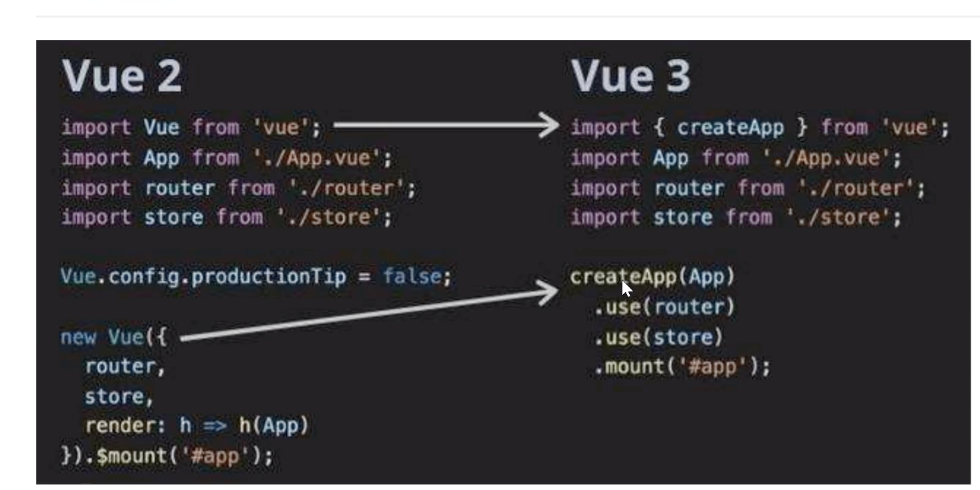 Vue 2
import Vue from 'vue';
import App from './App.vue';
import router from './router';
import store from './store';
Vue.config.productionTip = false;
new Vue({
router,
store,
render: h => h(App)
}).$mount('#app');
Vue 3
import { createApp } from 'vue';
import App from './App.vue';
import router from './router';
import store from './store';
createApp(App)
.use(router)
.use(store)
.mount('#app');